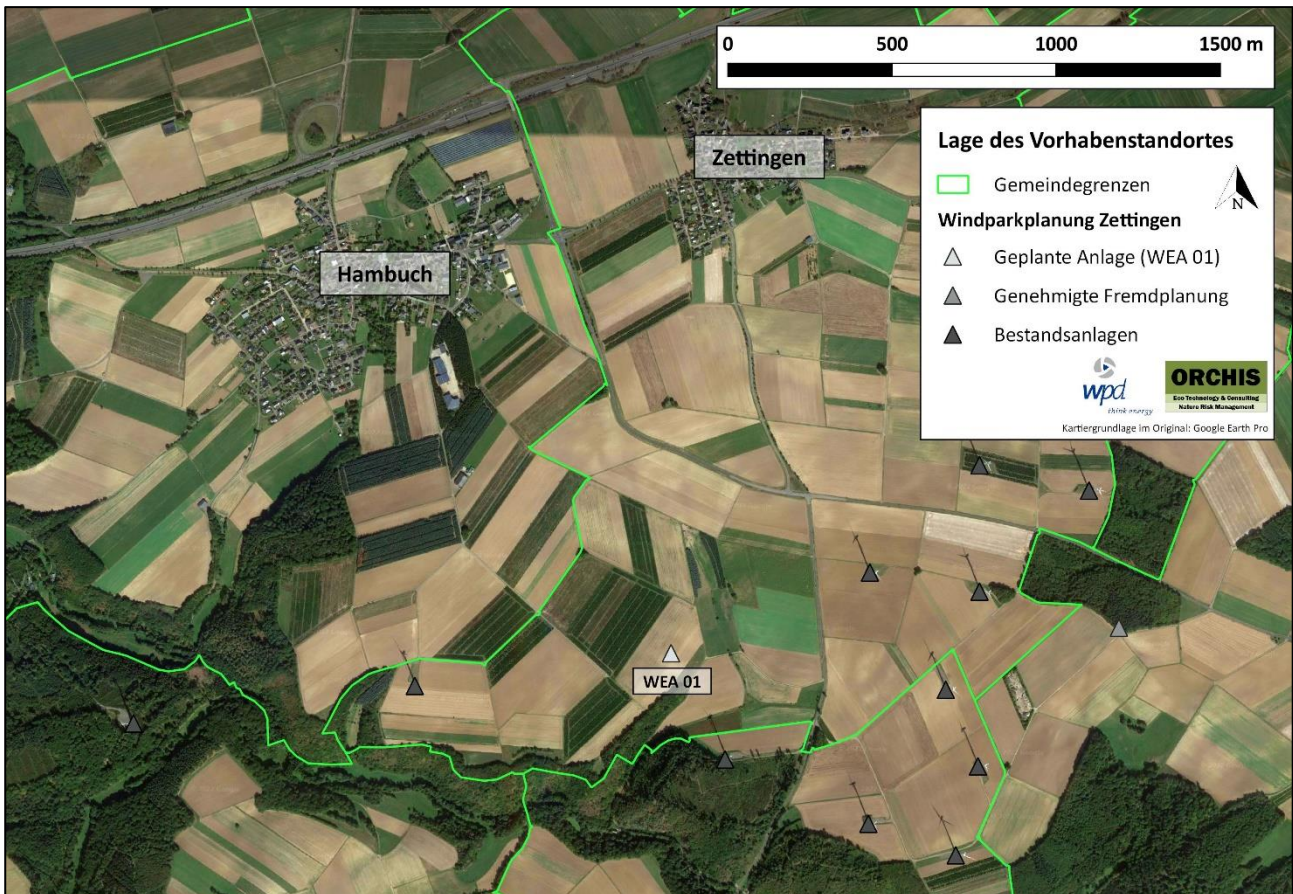 0 500 1000 1500 m
Lage des Vorhabenstandortes
Gemeindegrenzen
N
Windparkplanung Zettingen
Geplante Anlage (WEA 01)
Genehmigte Fremdplanung
Bestandsanlagen
wpd
think energy
ORCHIS
Eco Technology & Consulting
Nature Risk Management
Kartiergrundlage im Original: Google Earth Pro
Zettingen
Hambuch
WEA 01